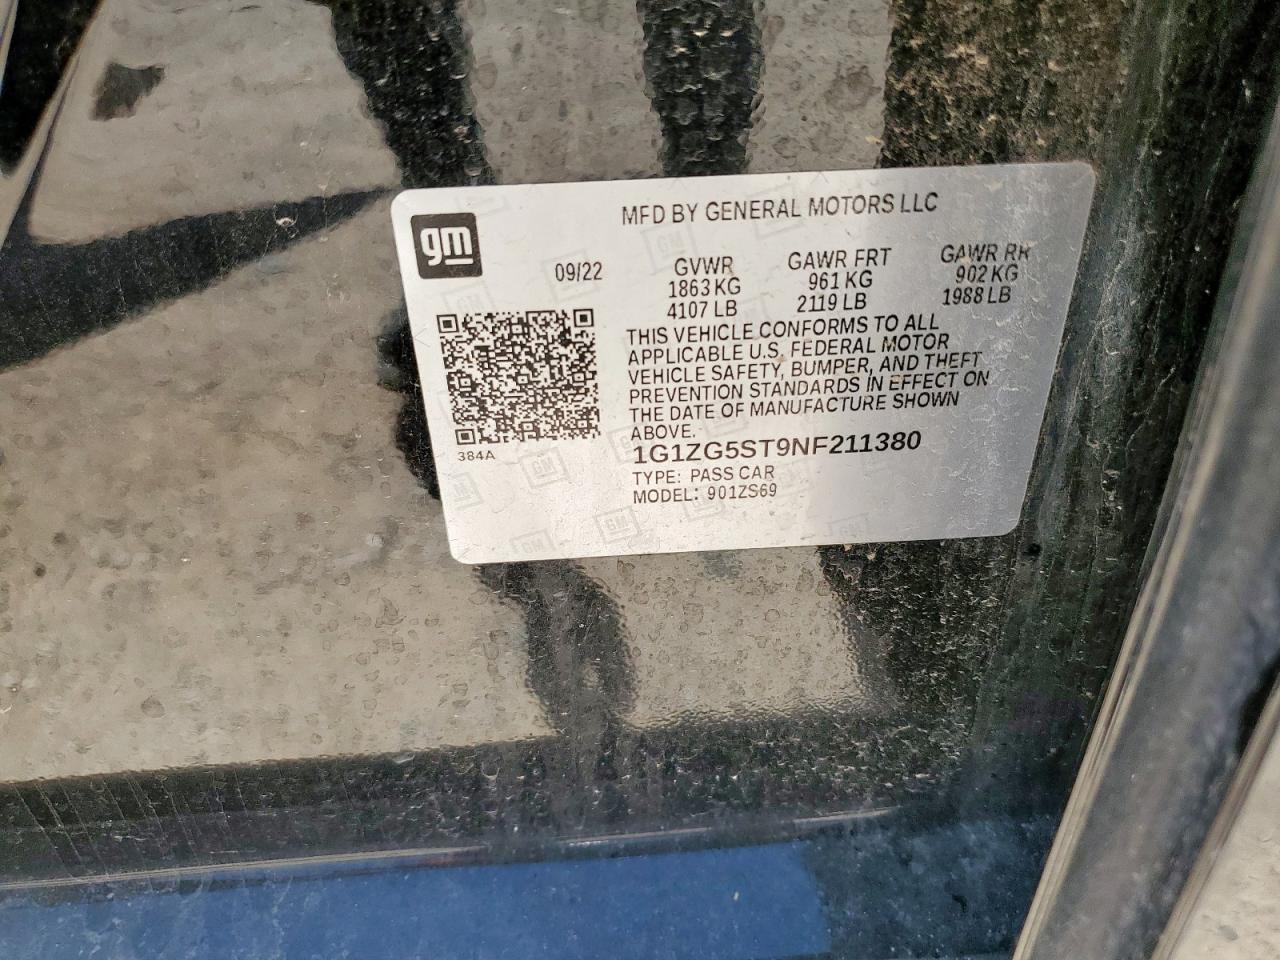 gm
MFD BY GENERAL MOTORS LLC
09/22
GVWR
1863 KG
4107 LB
GAWR FRT
961 KG
2119 LB
GAWR RR
902 KG
1988 LB
THIS VEHICLE CONFORMS TO ALL
APPLICABLE U.S. FEDERAL MOTOR
VEHICLE SAFETY, BUMPER, AND THEFT
PREVENTION STANDARDS IN EFFECT ON
THE DATE OF MANUFACTURE SHOWN
ABOVE.
384A
1G1ZG5ST9NF211380
TYPE: PASS CAR
MODEL: 901ZS69